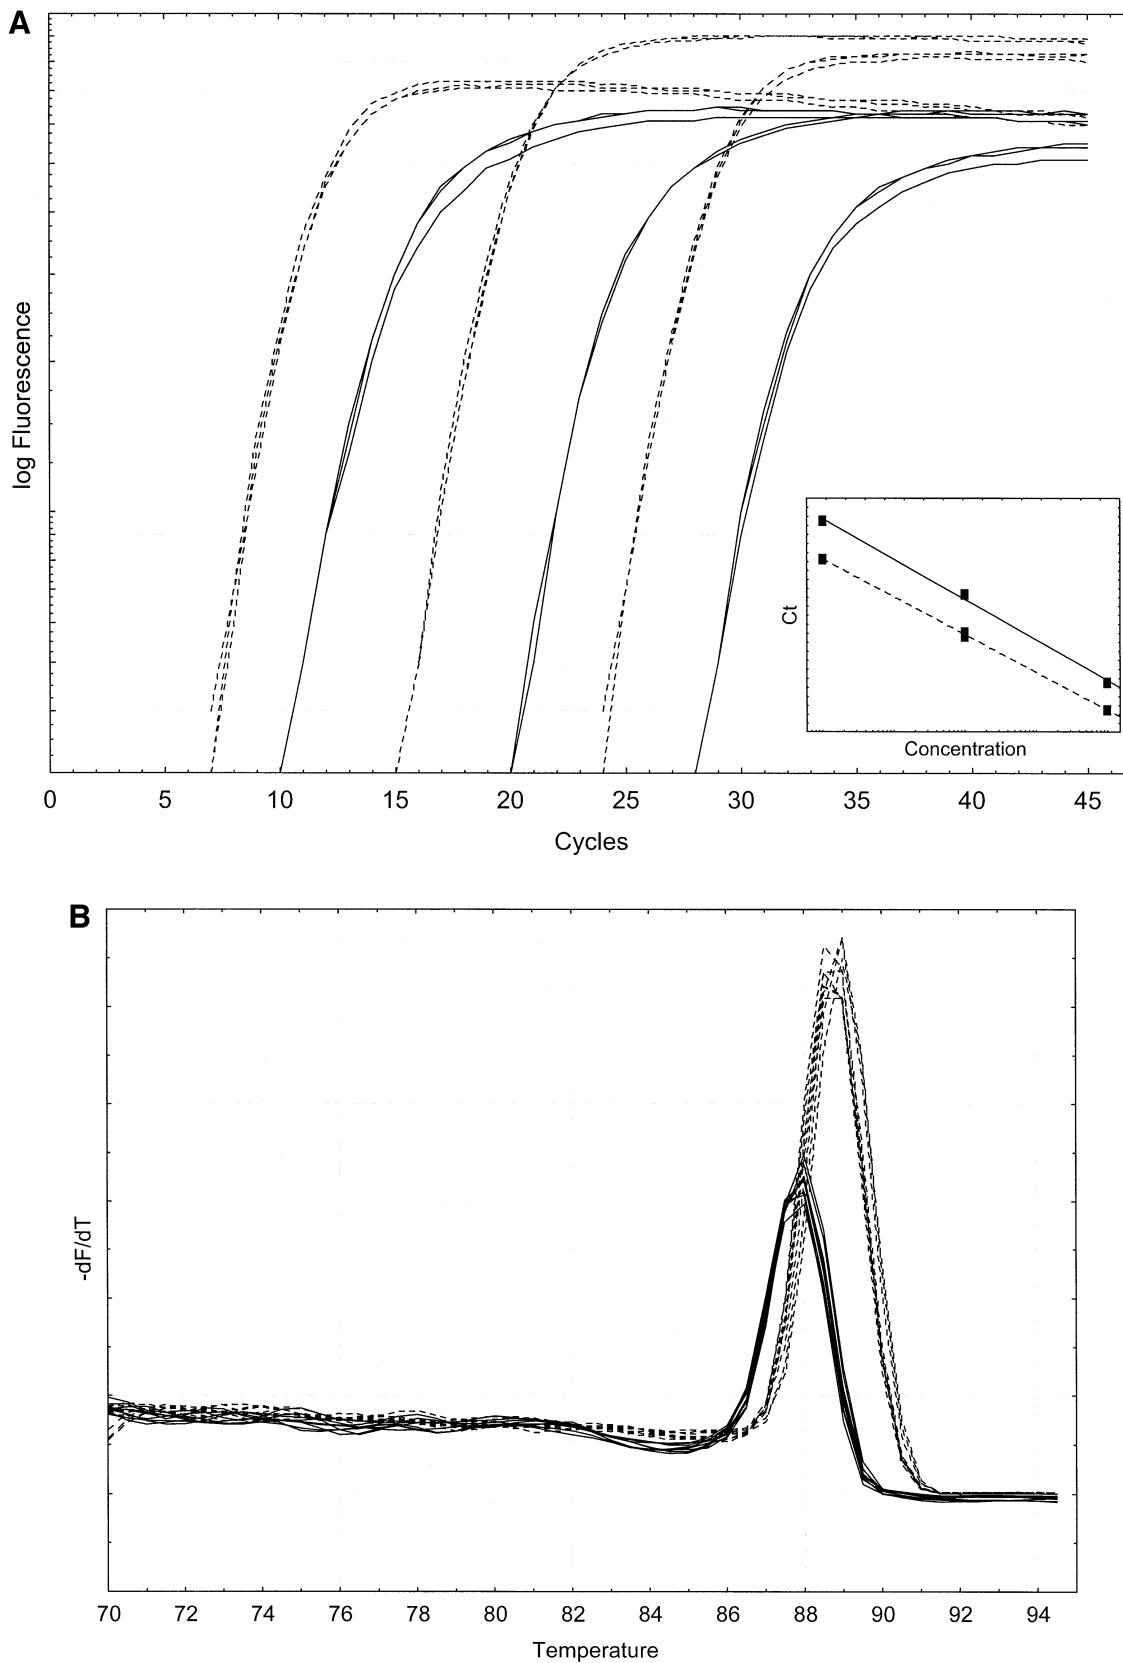 A
log Fluorescence
Ct
Concentration
0 5 10 15 20 25 30 35 40 45
Cycles
B
-dF/dT
70 72 74 76 78 80 82 84 86 88 90 92 94
Temperature